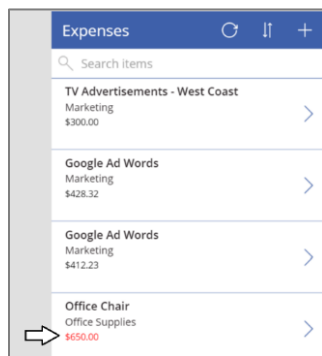 Expenses
Search items
TV Advertisements - West Coast
Marketing
$300.00
Google Ad Words
Marketing
$428.32
Google Ad Words
Marketing
$412.23
Office Chair
Office Supplies
$650.00